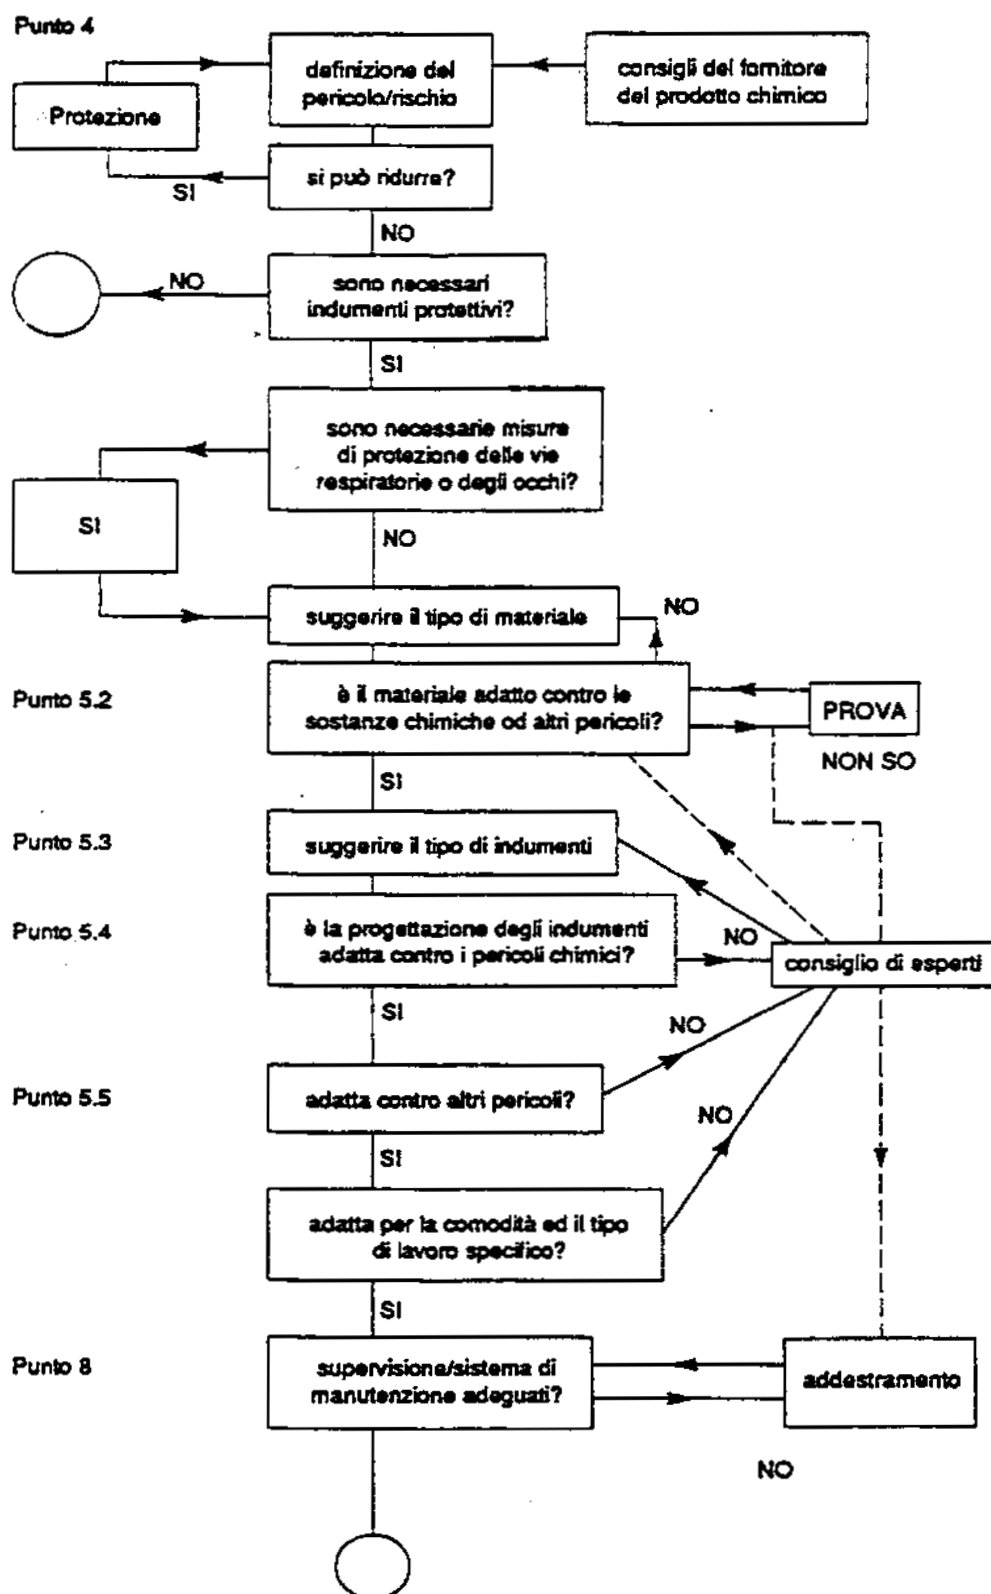 Punto 4
definizione del
pericolo/rischio
consigli del fornitore
del prodotto chimico
Protezione
si può ridurre?
SI
NO
NO
sono necessari
indumenti protettivi?
SI
sono necessarie misure
di protezione delle vie
respiratorie o degli occhi?
SI
NO
suggerire il tipo di materiale
NO
Punto 5.2
è il materiale adatto contro le
sostanze chimiche od altri pericoli?
PROVA
NON SO
SI
Punto 5.3
suggerire il tipo di indumenti
Punto 5.4
è la progettazione degli indumenti
adatta contro i pericoli chimici?
NO
consiglio di esperti
SI
NO
Punto 5.5
adatta contro altri pericoli?
NO
SI
adatta per la comodità ed il tipo
di lavoro specifico?
SI
Punto 8
supervisione/sistema di
manutenzione adeguati?
addestramento
NO